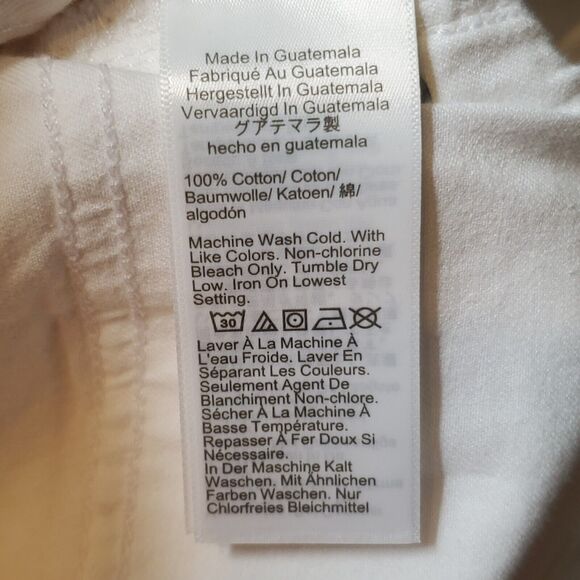 Made In Guatemala
Fabriqué Au Guatemala
Hergestellt In Guatemala
Vervaardigd In Guatemala
グアテマラ製
hecho en guatemala
100% Cotton/ Coton/
Baumwolle/ Katoen/ 綿/
algodón
Machine Wash Cold. With
Like Colors. Non-chlorine
Bleach Only. Tumble Dry
Low. Iron On Lowest
Setting.
30
Laver À La Machine À
L'eau Froide. Laver En
Séparant Les Couleurs.
Seulement Agent De
Blanchiment Non-chlore.
Sécher À La Machine À
Basse Température.
Repasser À Fer Doux Si
Nécessaire.
In Der Maschine Kalt
Waschen. Mit Ähnlichen
Farben Waschen. Nur
Chlorfreies Bleichmittel